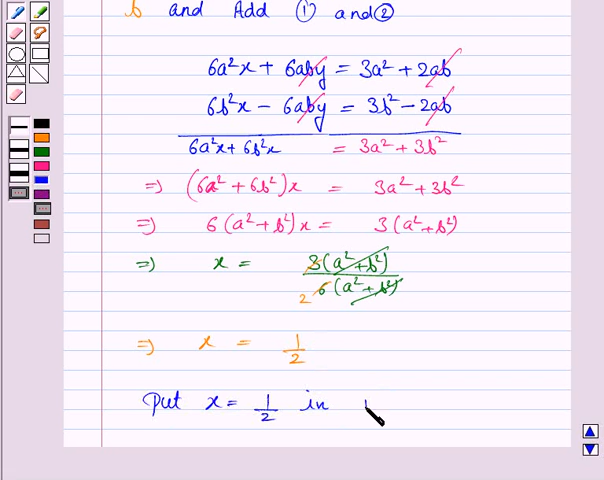 b and Add ① and ②
6a²x + 6aby = 3a² + 2ab
6b²x - 6aby = 3b² - 2ab
6a²x + 6b²x = 3a² + 3b²
⇒ (6a² + 6b²)x = 3a² + 3b²
⇒ 6(a² + b²)x = 3(a² + b²)
⇒ x = 3(a² + b²) / 2 6(a² + b²)
⇒ x = 1/2
Put x = 1/2 in